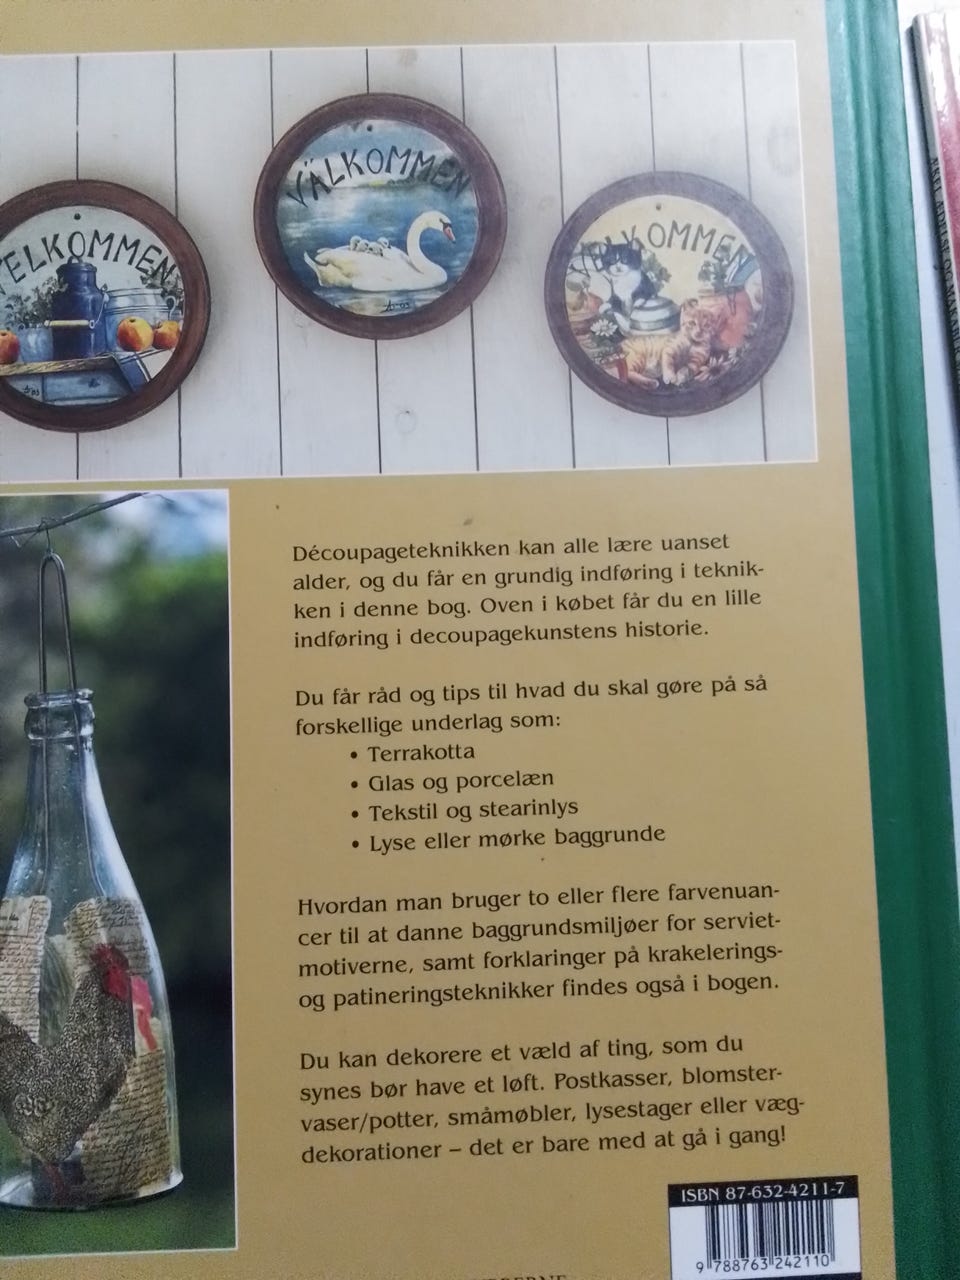 VELKOMMEN
VÄLKOMMEN
VELKOMMEN
Découpageteknikken kan alle lære uanset
alder, og du får en grundig indføring i teknik-
ken i denne bog. Oven i købet får du en lille
indføring i decoupagekunstens historie.
Du får råd og tips til hvad du skal gøre på så
forskellige underlag som:
• Terrakotta
• Glas og porcelæn
• Tekstil og stearinlys
• Lyse eller mørke baggrunde
Hvordan man bruger to eller flere farvenuan-
cer til at danne baggrundsmiljøer for serviet-
motiverne, samt forklaringer på krakelerings-
og patineringsteknikker findes også i bogen.
Du kan dekorere et væld af ting, som du
synes bør have et løft. Postkasser, blomster-
vaser/potter, småmøbler, lysestager eller væg-
dekorationer – det er bare med at gå i gang!
ISBN 87-632-4211-7
9 788763 242110